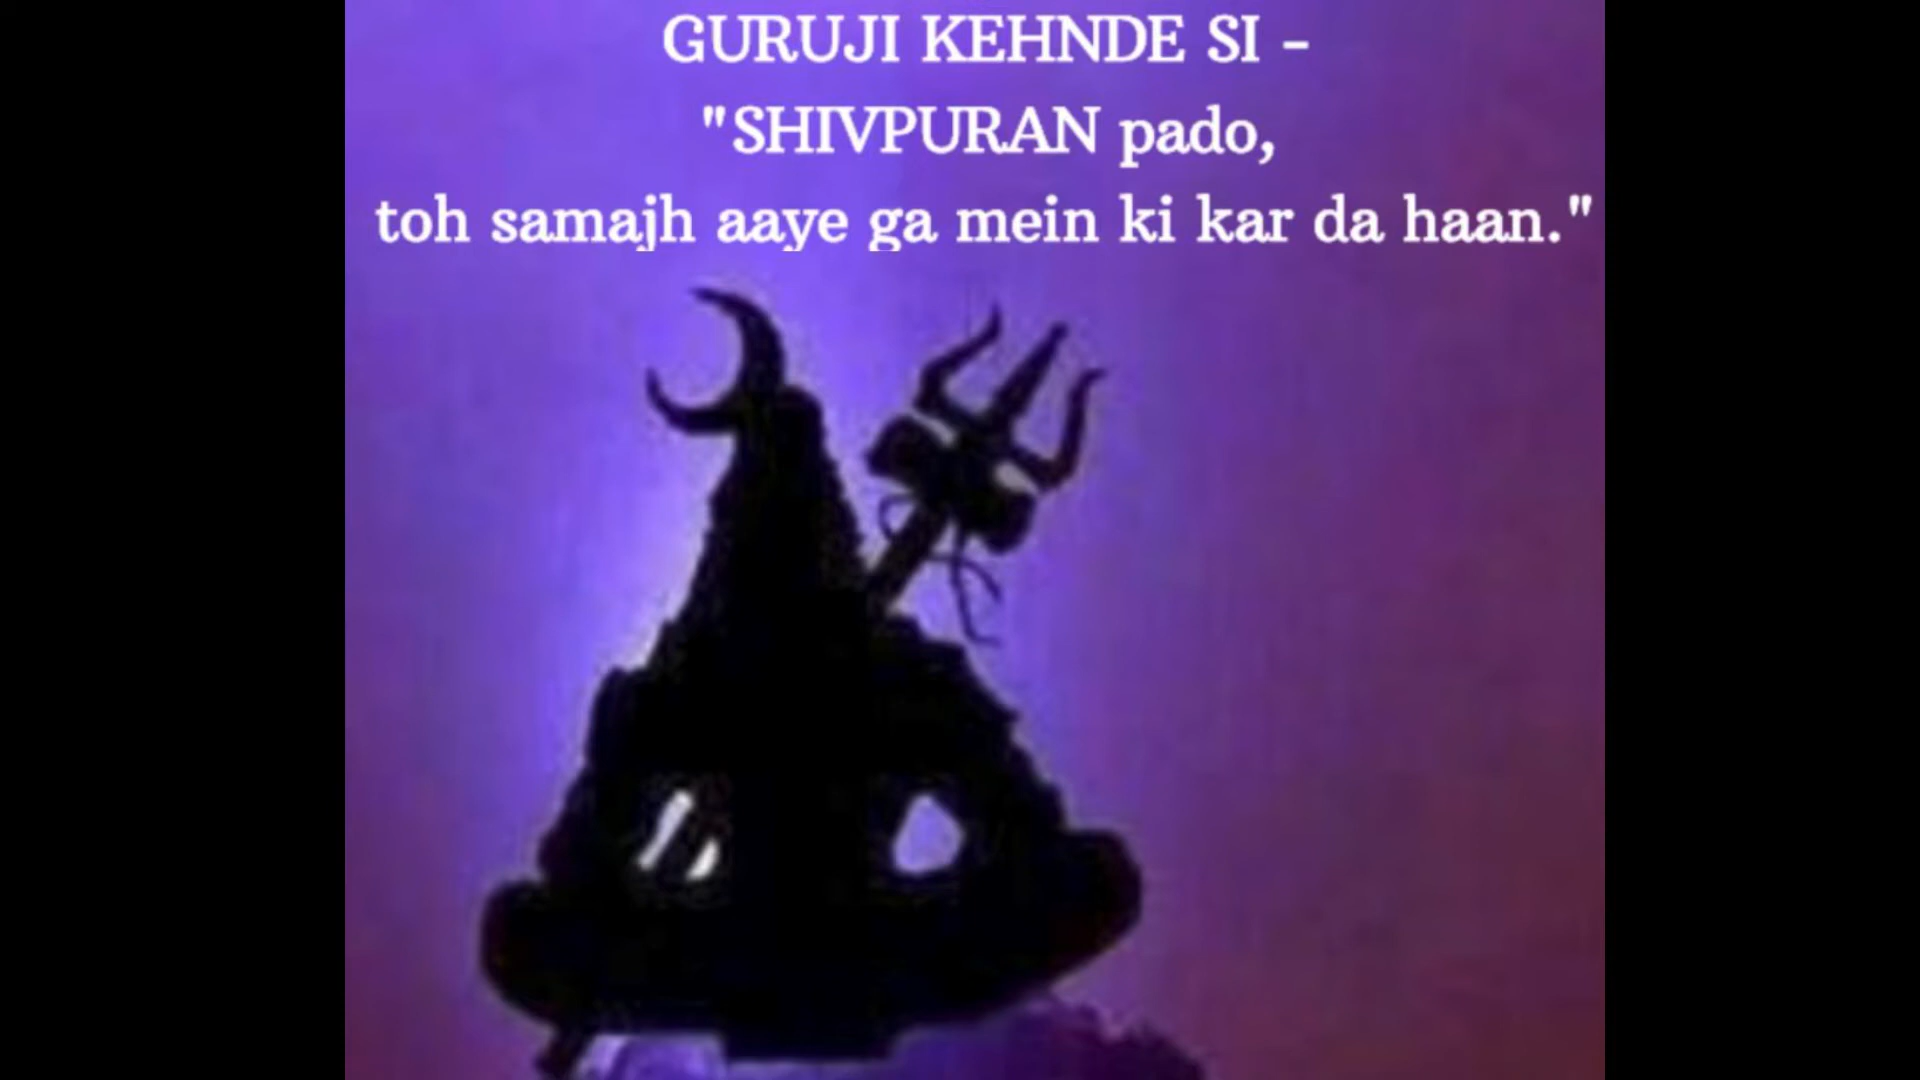 GURUJI KEHNDE SI -
"SHIVPURAN pado,
toh samajh aaye ga mein ki kar da haan."